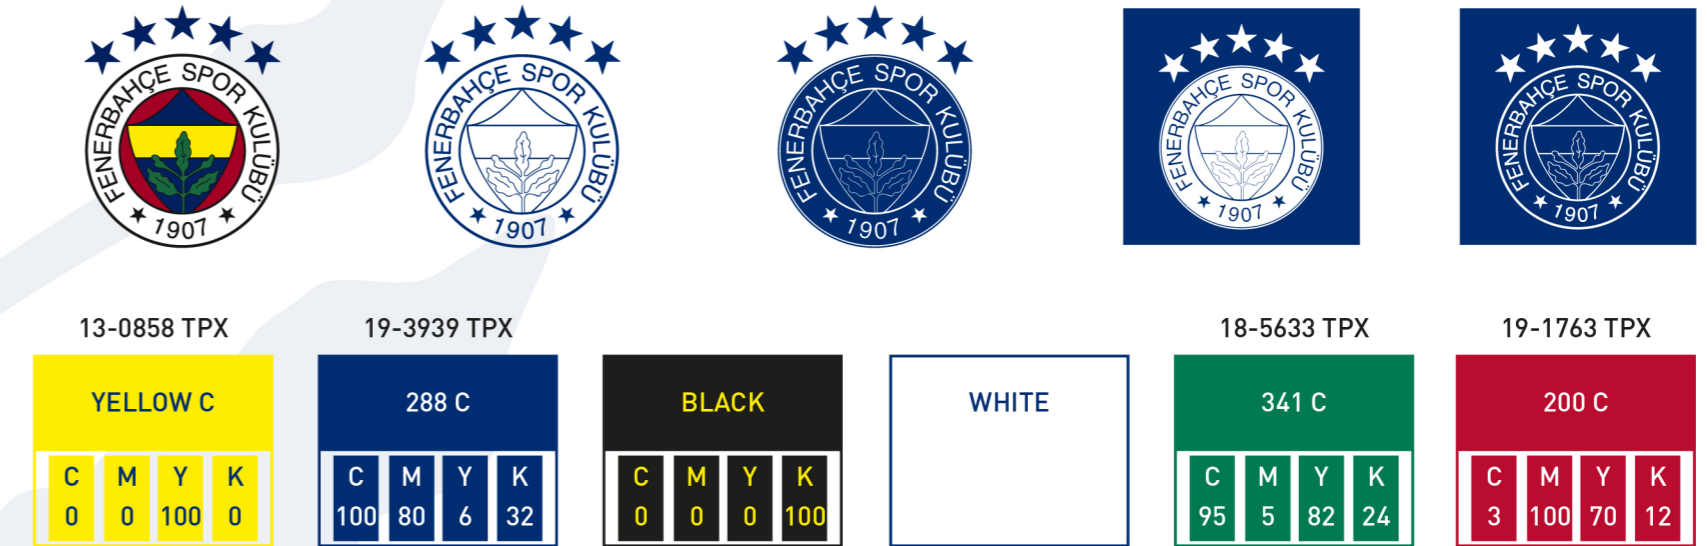 FENERBAHÇE SPOR KULÜBÜ
1907
FENERBAHÇE SPOR KULÜBÜ
1907
FENERBAHÇE SPOR KULÜBÜ
1907
FENERBAHÇE SPOR KULÜBÜ
1907
FENERBAHÇE SPOR KULÜBÜ
1907
13-0858 TPX
19-3939 TPX
18-5633 TPX
19-1763 TPX
YELLOW C
288 C
BLACK
WHITE
341 C
200 C
C M Y K
0 0 100 0
C M Y K
100 80 6 32
C M Y K
0 0 0 100
C M Y K
95 5 82 24
C M Y K
3 100 70 12